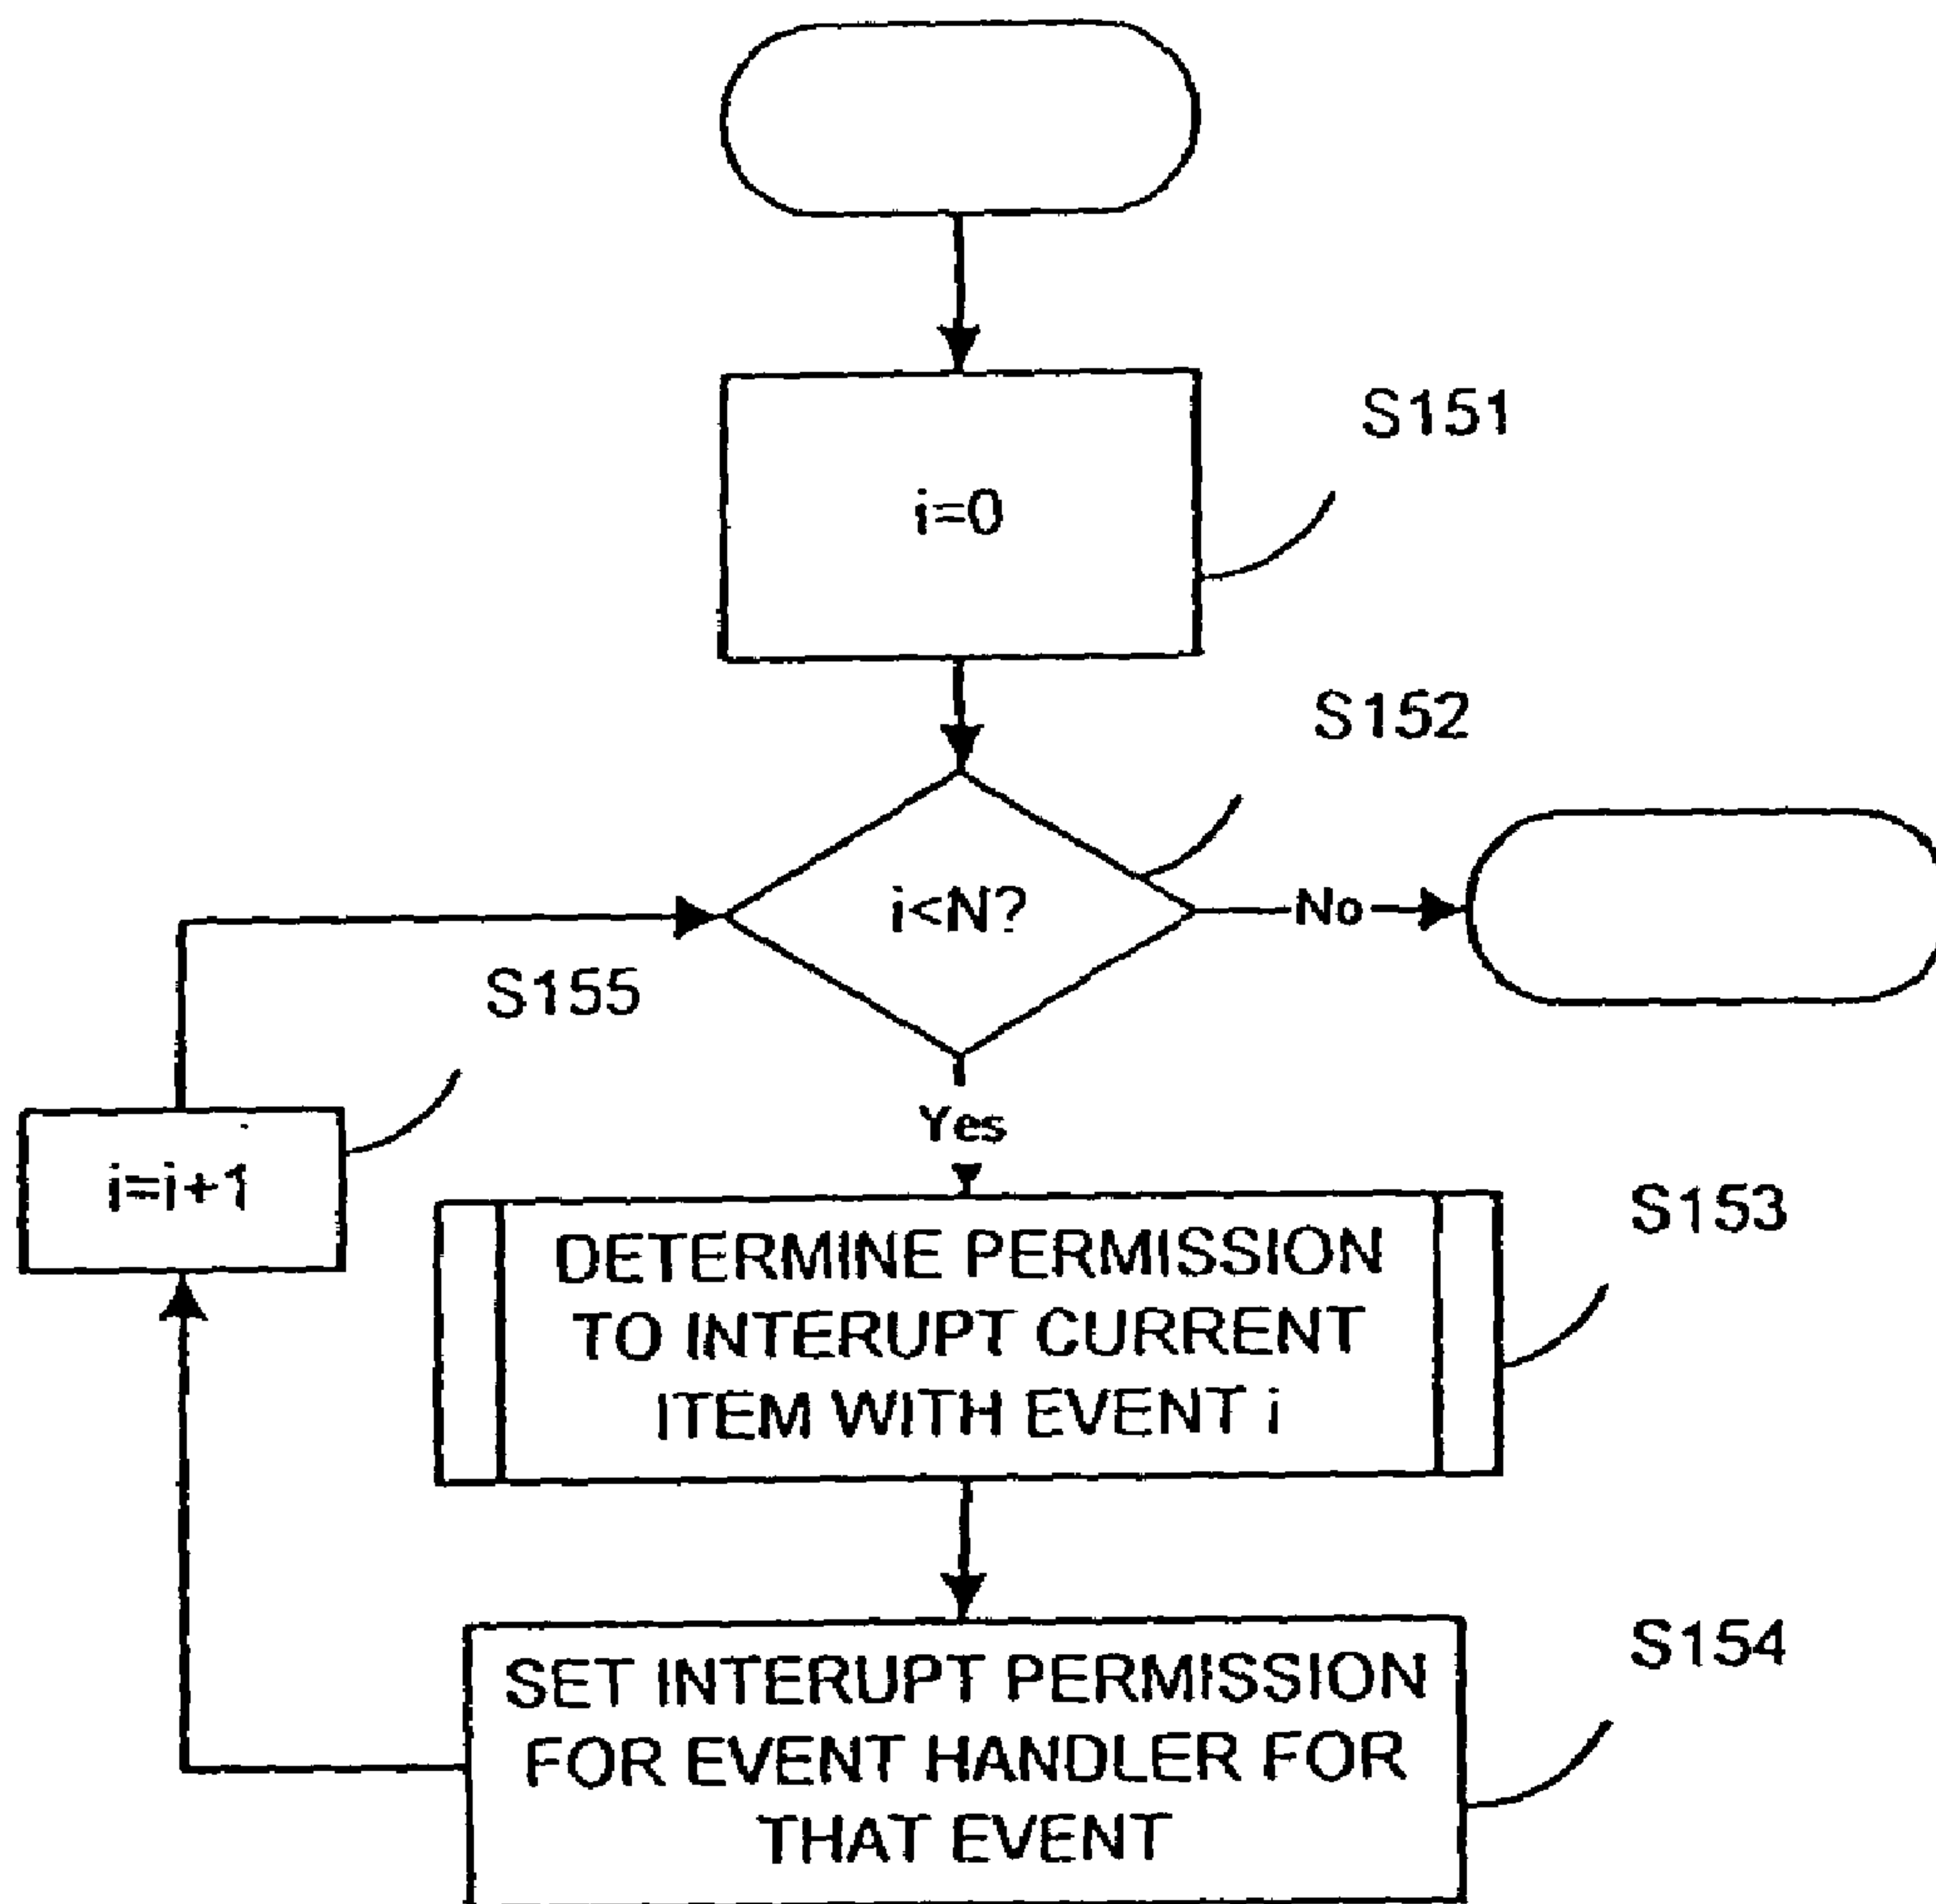 S151
i=0
S152
i<N?
No
S155
Yes
i=i+1
S153
DETERMINE PERMISSION
TO INTERUPT CURRENT
ITEM WITH EVENT i
S154
SET INTERUPT PERMISSION
FOR EVENT HANDLER FOR
THAT EVENT